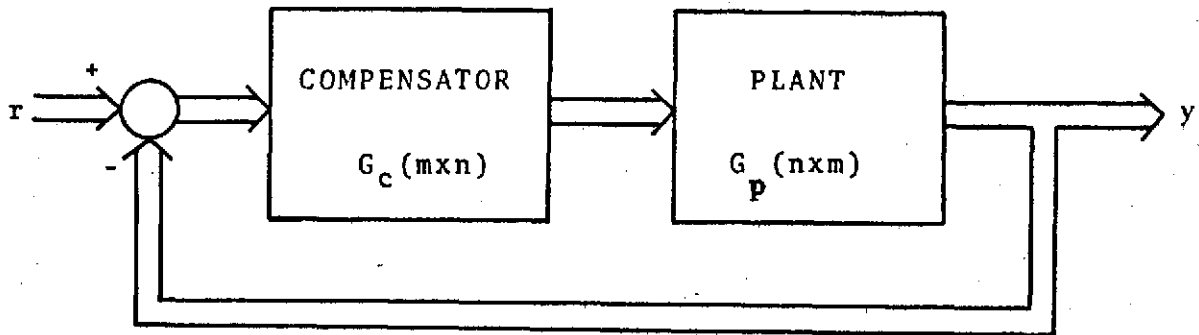 COMPENSATOR
PLANT
+
r
y
-
G_c(mxn)
G_p(nxm)